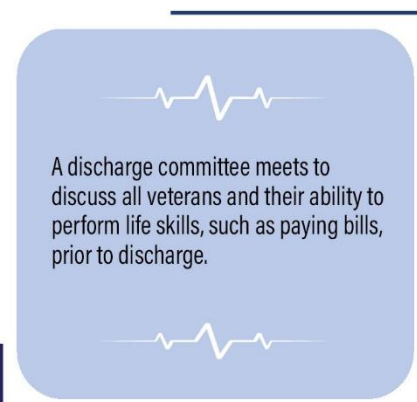 A discharge committee meets to
discuss all veterans and their ability to
perform life skills, such as paying bills,
prior to discharge.